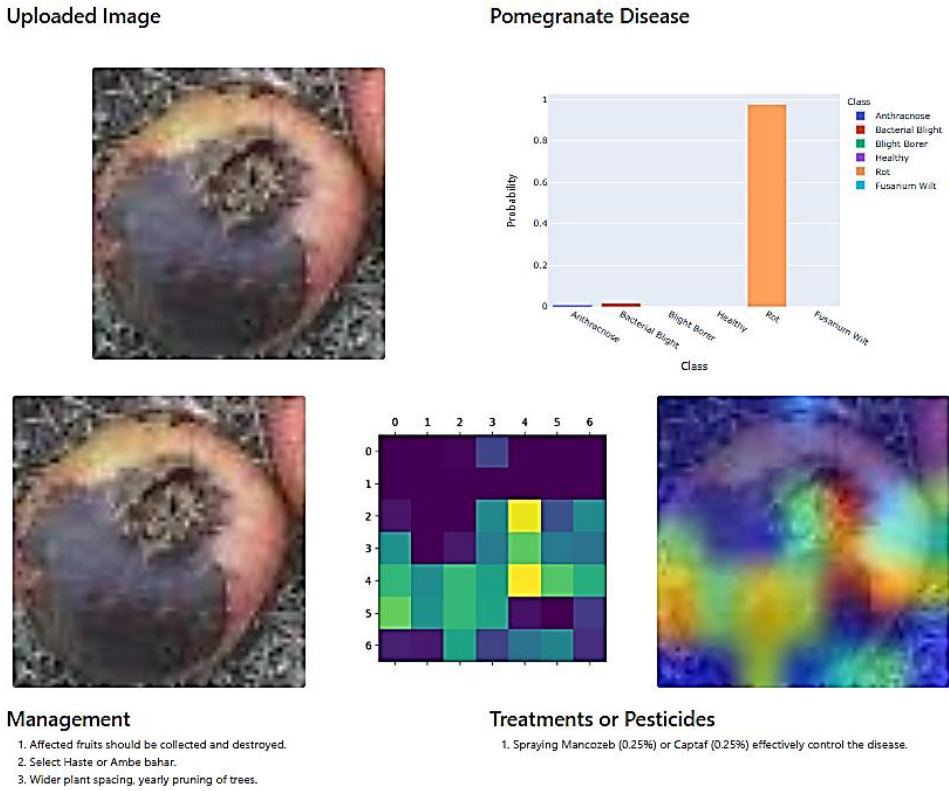 Uploaded Image
Pomegranate Disease
1
0.8
0.6
0.4
0.2
0
Probability
Anthracnose
Bacterial Blight
Blight Borer
Healthy
Rot
Fusarium Wilt
Class
Class
Anthracnose
Bacterial Blight
Blight Borer
Healthy
Rot
Fusarium Wilt
0 1 2 3 4 5 6
0
1
2
3
4
5
6
Management
1. Affected fruits should be collected and destroyed.
2. Select Haste or Ambe bahar.
3. Wider plant spacing, yearly pruning of trees.
Treatments or Pesticides
1. Spraying Mancozeb (0.25%) or Captaf (0.25%) effectively control the disease.